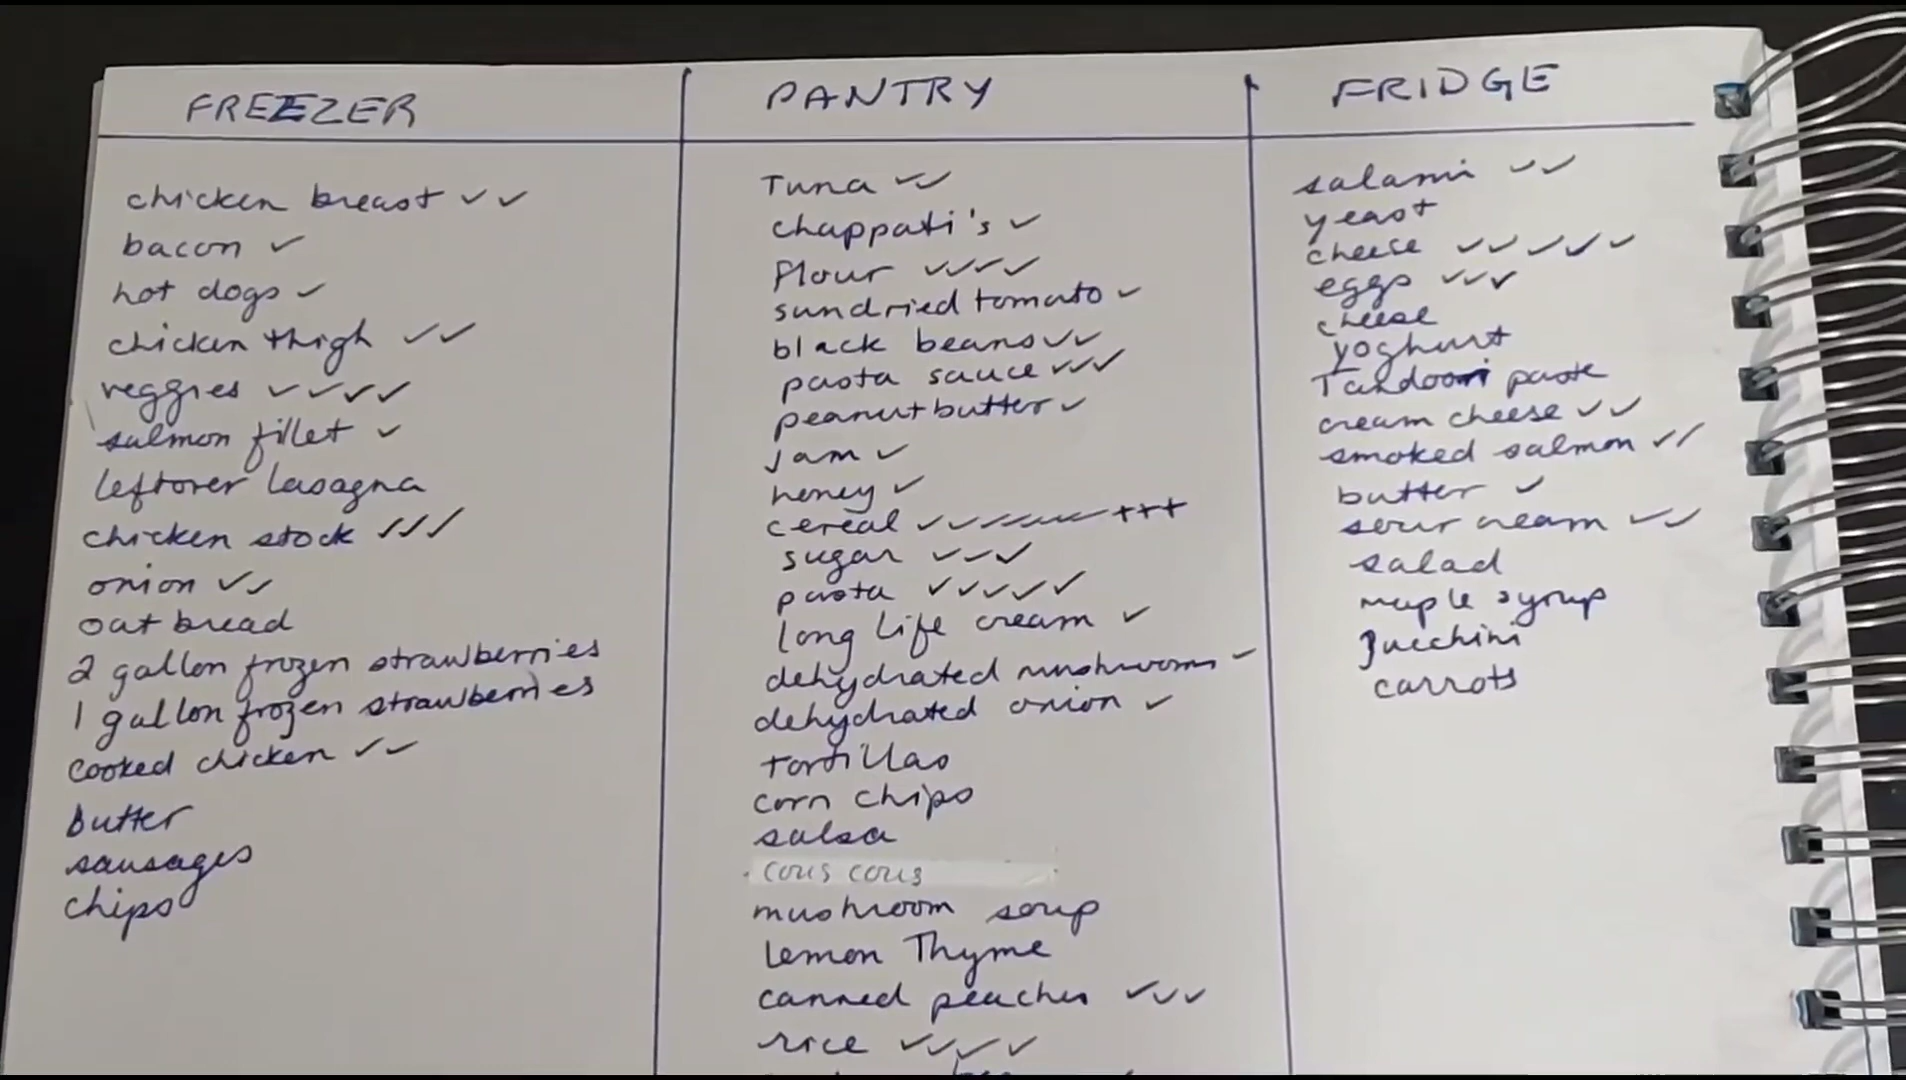 FREEZER
chicken breast ✓✓
bacon ✓
hot dogs ✓
chicken thigh ✓✓
veggies ✓✓✓✓
salmon fillet ✓
leftover lasagna
chicken stock ✓✓✓
onion ✓✓
oat bread
2 gallon frozen strawberries
1 gallon frozen strawberries
cooked chicken ✓✓
butter
sausages
chips
PANTRY
Tuna ✓✓
chappati's ✓
flour ✓✓✓✓
sundried tomato ✓
black beans ✓✓
pasta sauce ✓✓✓
peanut butter ✓
jam ✓
honey ✓
cereal ✓✓✓✓✓✓ +++
sugar ✓✓✓
pasta ✓✓✓✓✓
long life cream ✓
dehydrated mushrooms ✓
dehydrated onion ✓
tortillas
corn chips
salsa
cous cous
mushroom soup
Lemon Thyme
canned peaches ✓✓✓
rice ✓✓✓✓
FRIDGE
salami ✓✓
yeast
cheese ✓✓✓✓✓
eggs ✓✓✓
cheese
yoghurt
Tandoori paste
cream cheese ✓✓
smoked salmon ✓✓
butter ✓
sour cream ✓✓
salad
maple syrup
zucchini
carrots